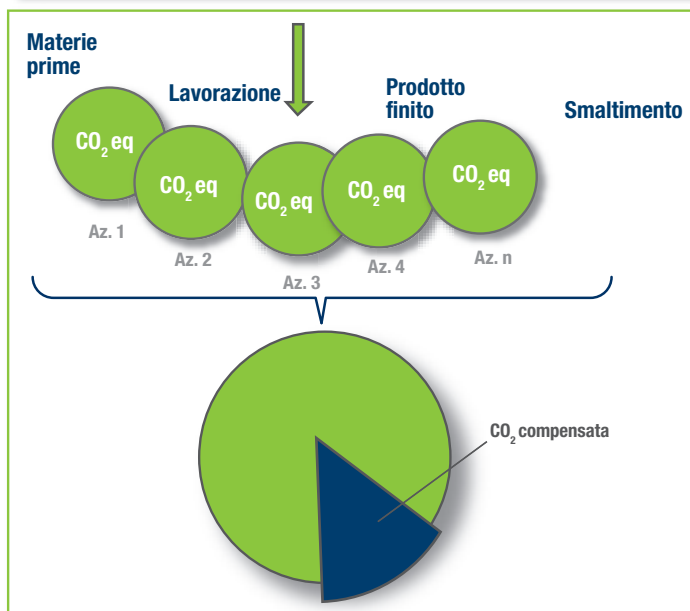 Materie
prime
Lavorazione
Prodotto
finito
Smaltimento
CO₂ eq
CO₂ eq
CO₂ eq
CO₂ eq
CO₂ eq
Az. 1
Az. 2
Az. 3
Az. 4
Az. n
CO₂ compensata